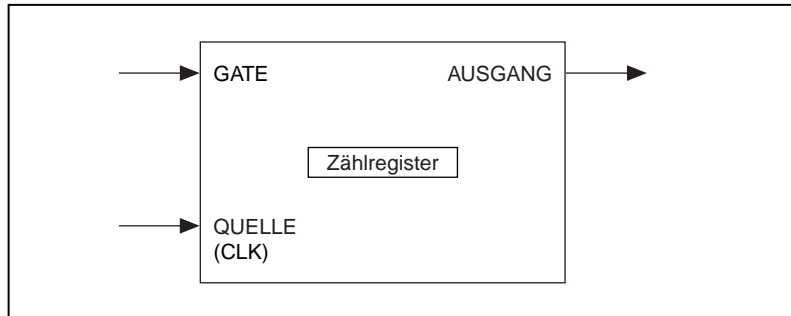 GATE
AUSGANG
Zählregister
QUELLE
(CLK)